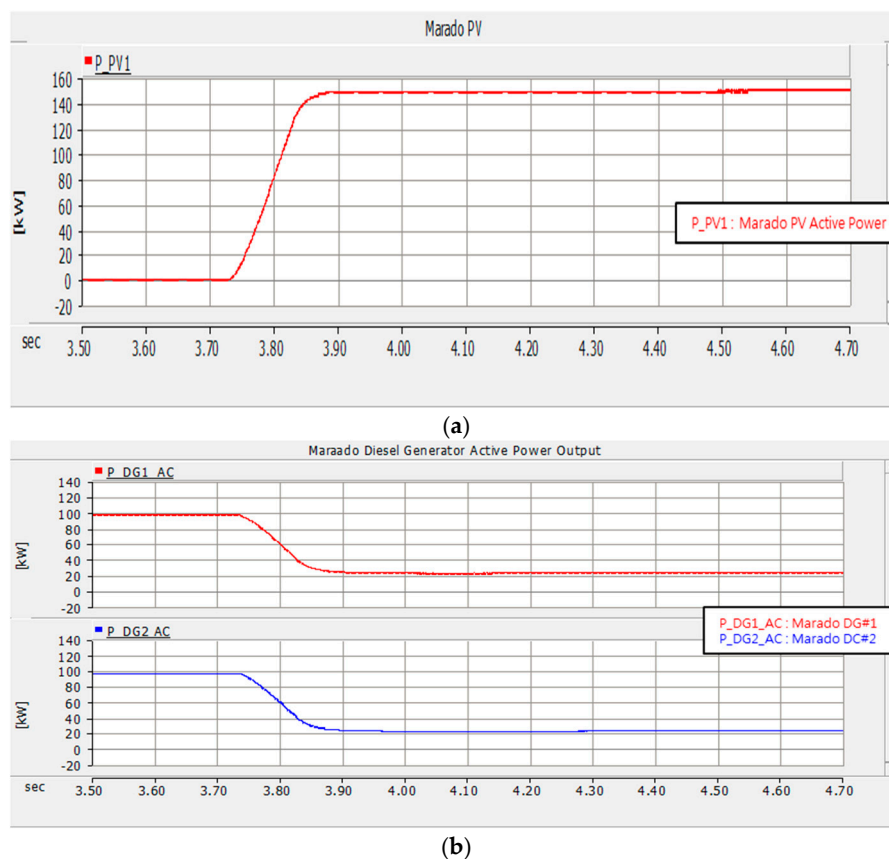 Marado PV
P_PV1
160
140
120
100
80
60
40
20
0
-20
[kW]
P_PV1 : Marado PV Active Power
sec 3.50 3.60 3.70 3.80 3.90 4.00 4.10 4.20 4.30 4.40 4.50 4.60 4.70
(a)
Maraado Diesel Generator Active Power Output
P_DG1_AC
140
120
100
80
60
40
20
0
-20
[kW]
P_DG2_AC
140
120
100
80
60
40
20
0
-20
[kW]
P_DG1_AC : Marado DG#1
P_DG2_AC : Marado DC#2
sec 3.50 3.60 3.70 3.80 3.90 4.00 4.10 4.20 4.30 4.40 4.50 4.60 4.70
(b)